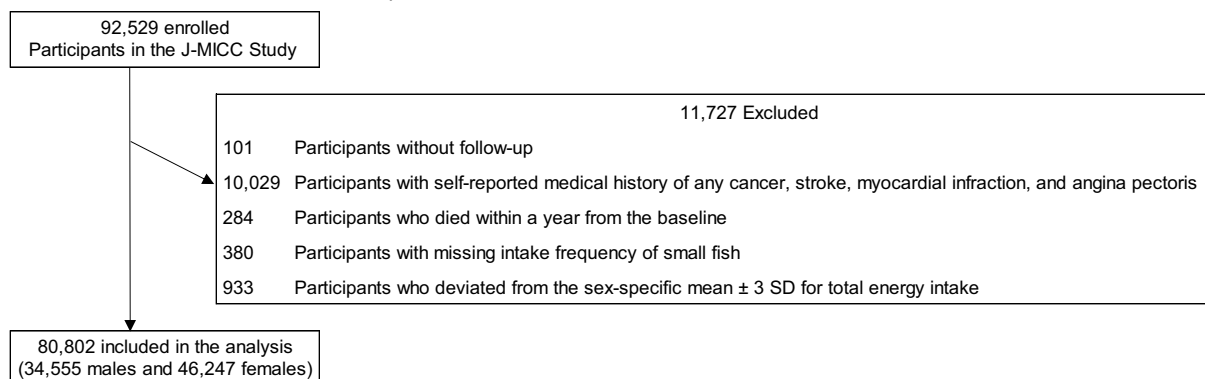 92,529 enrolled
Participants in the J-MICC Study
11,727 Excluded
101 Participants without follow-up
10,029 Participants with self-reported medical history of any cancer, stroke, myocardial infraction, and angina pectoris
284 Participants who died within a year from the baseline
380 Participants with missing intake frequency of small fish
933 Participants who deviated from the sex-specific mean ± 3 SD for total energy intake
80,802 included in the analysis
(34,555 males and 46,247 females)